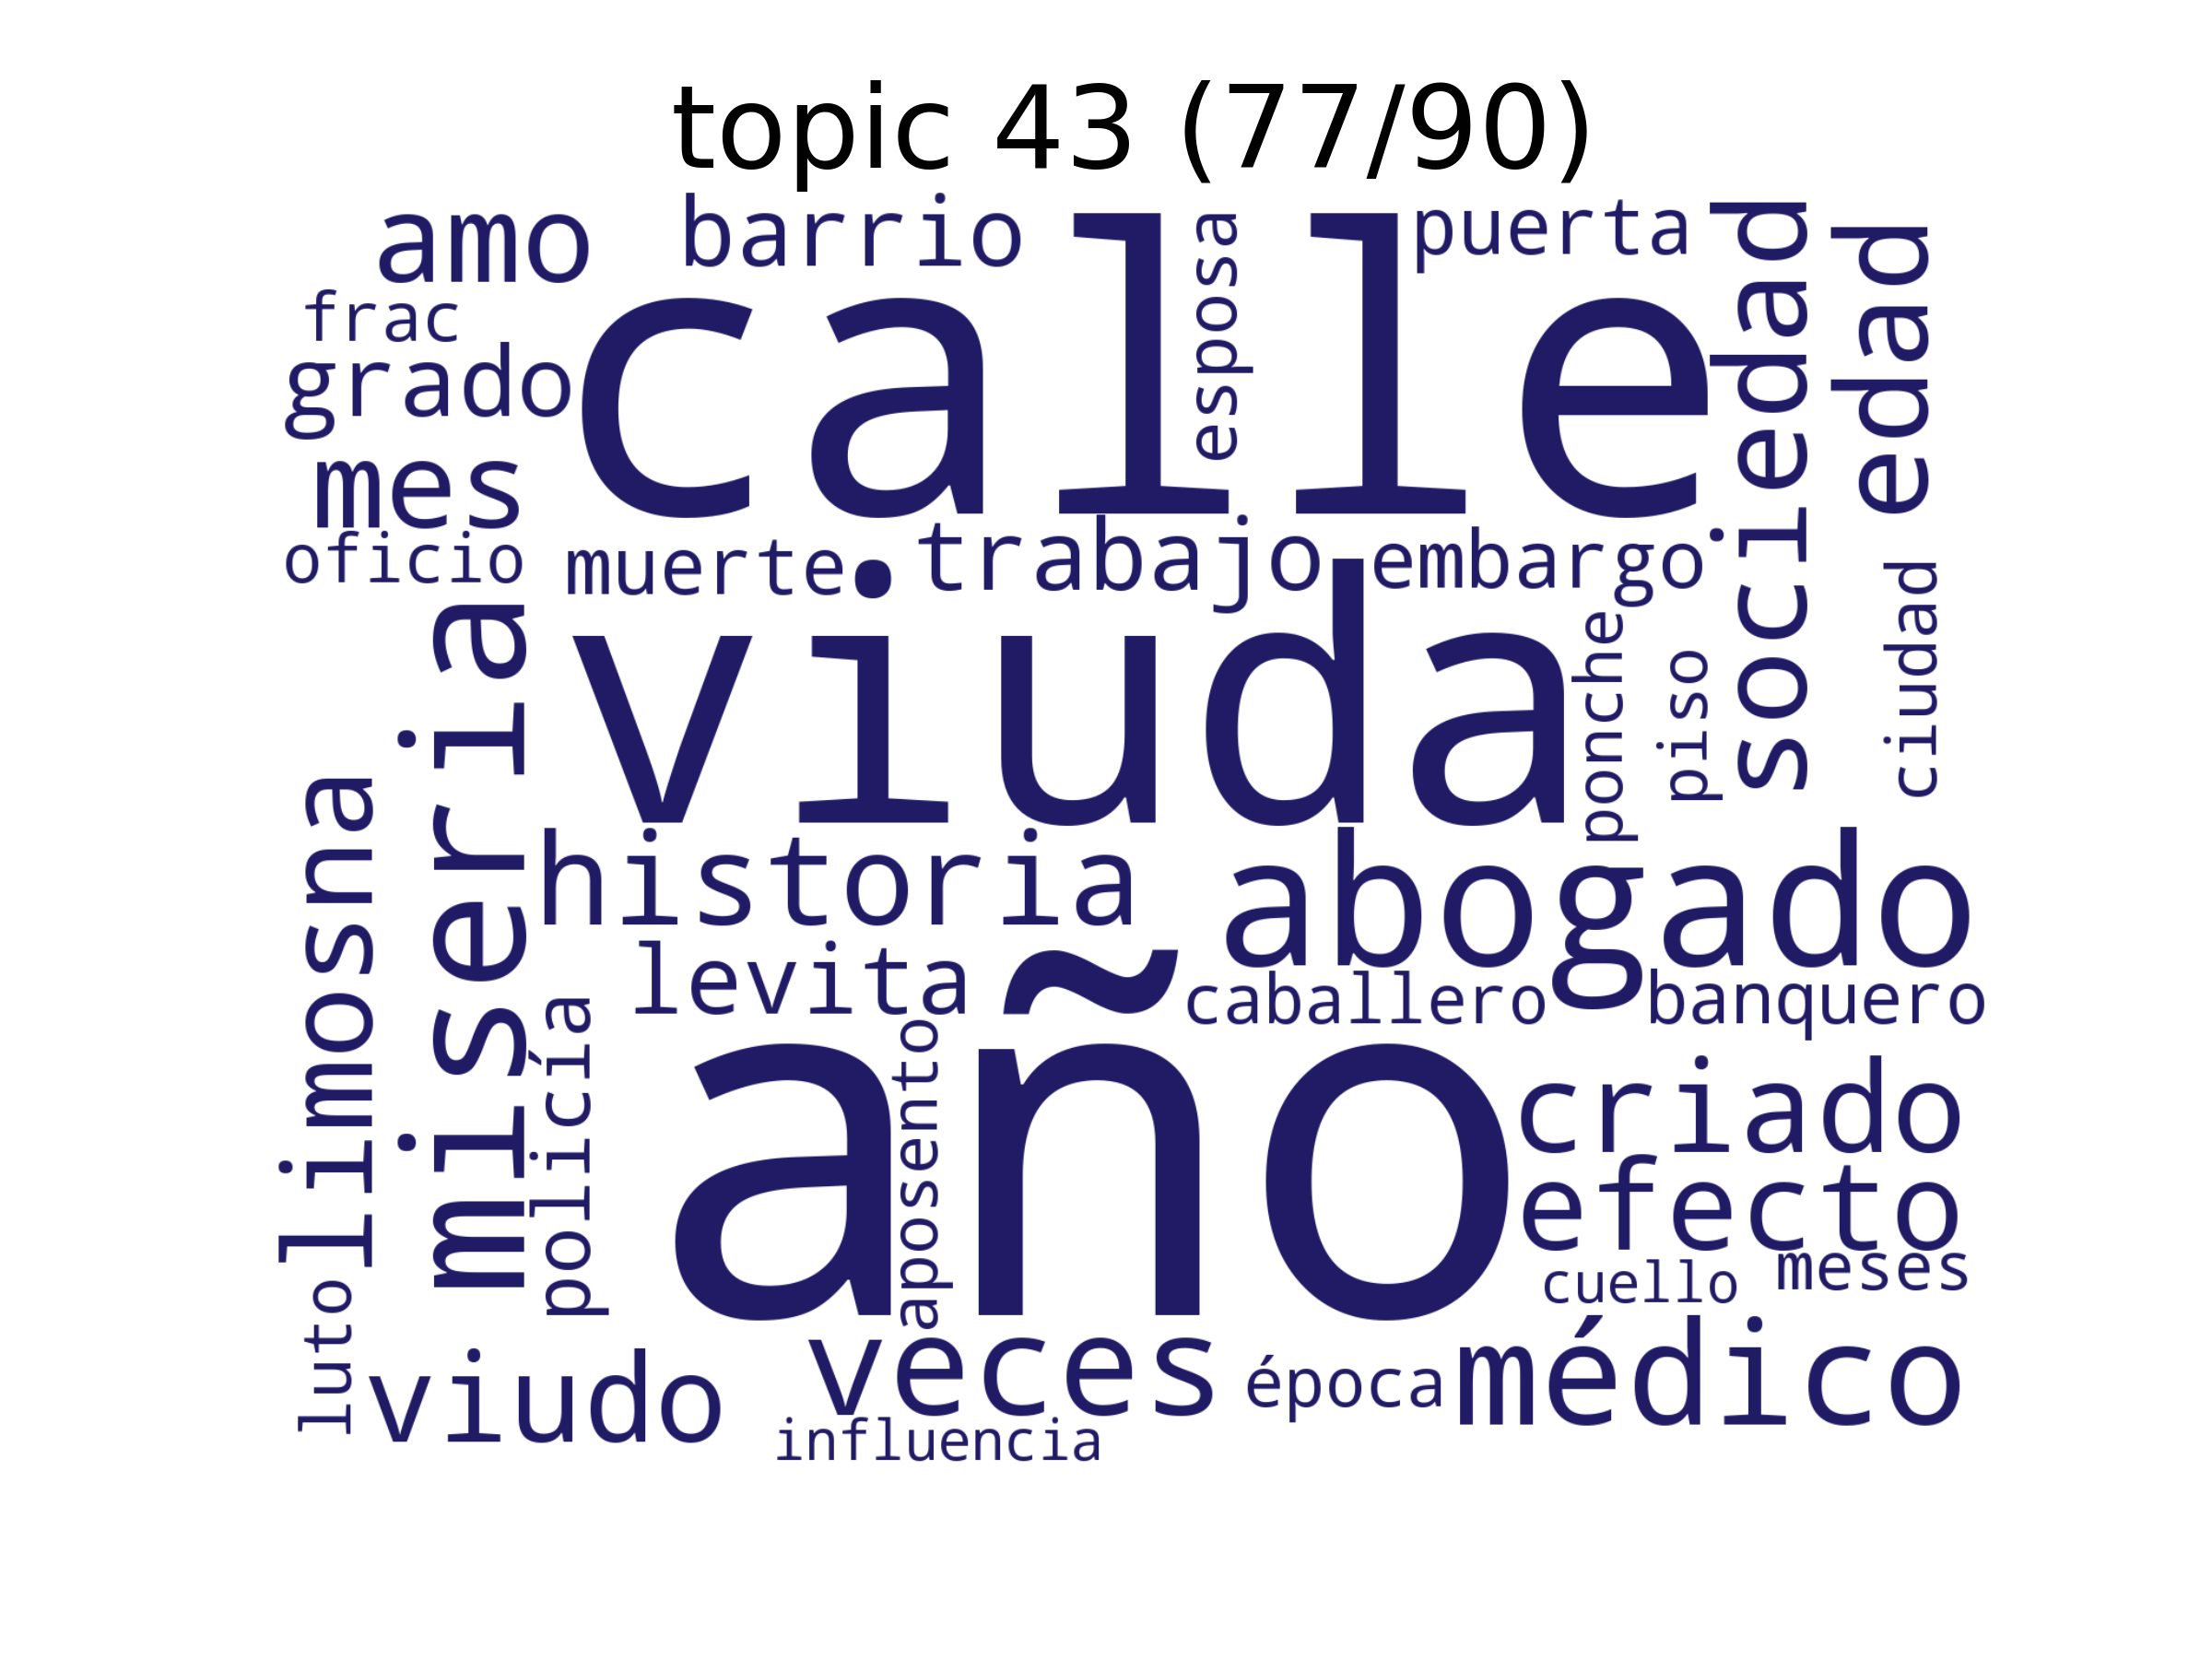 topic 43 (77/90)
amo
barrio
calle
esposa
puerta
sociedad
edad
frac
grado
mes
oficio
muerte
trabajo
embargo
viuda
ponche
piso
ciudad
miseria
limosna
historia
abogado
levita
caballero
banquero
policía
aposento
año
criado
efecto
cuello
meses
luto
viudo
veces
época
médico
influencia